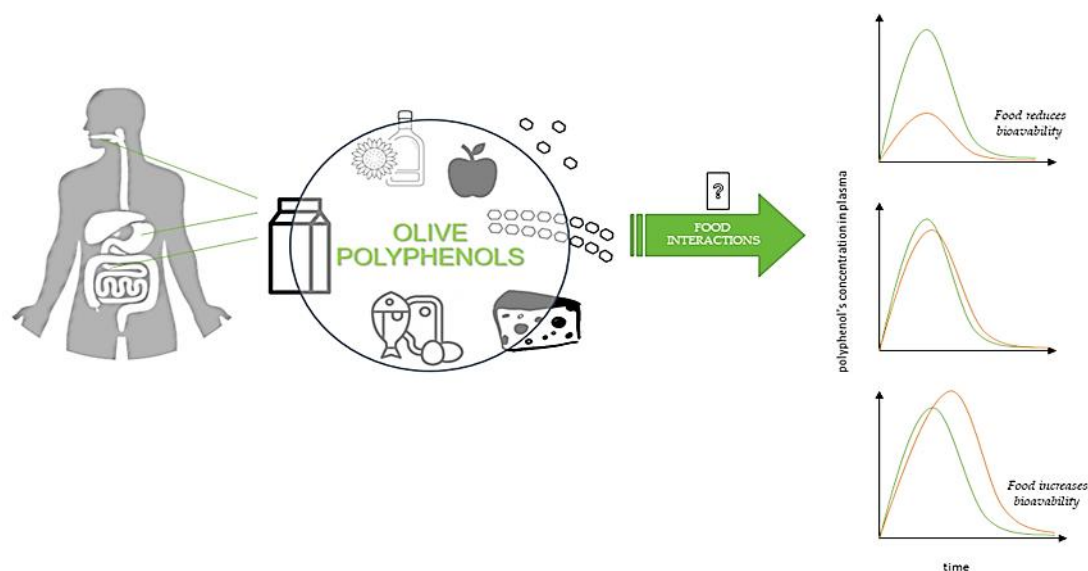 OLIVE
POLYPHENOLS
?
FOOD
INTERACTIONS
polyphenol's concentration in plasma
Food reduces
bioavability
Food increases
bioavability
time